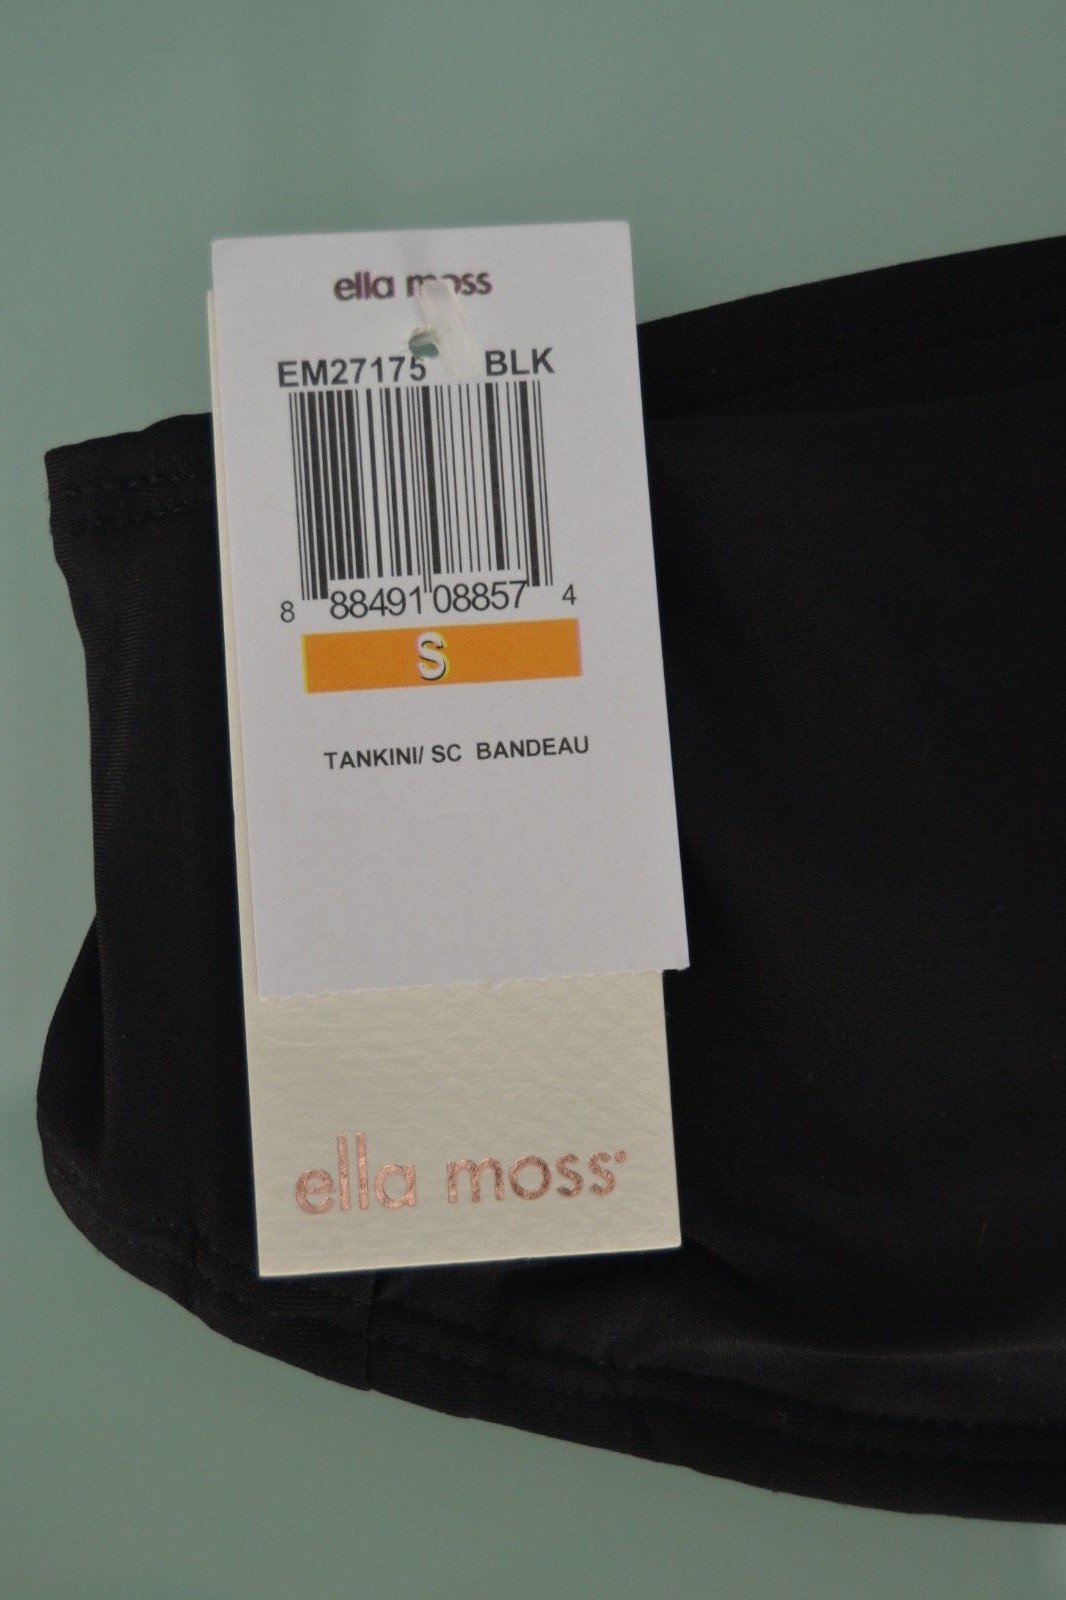 ella moss
EM27175 BLK
8 88491 08857 4
S
TANKINI/ SC BANDEAU
ella moss